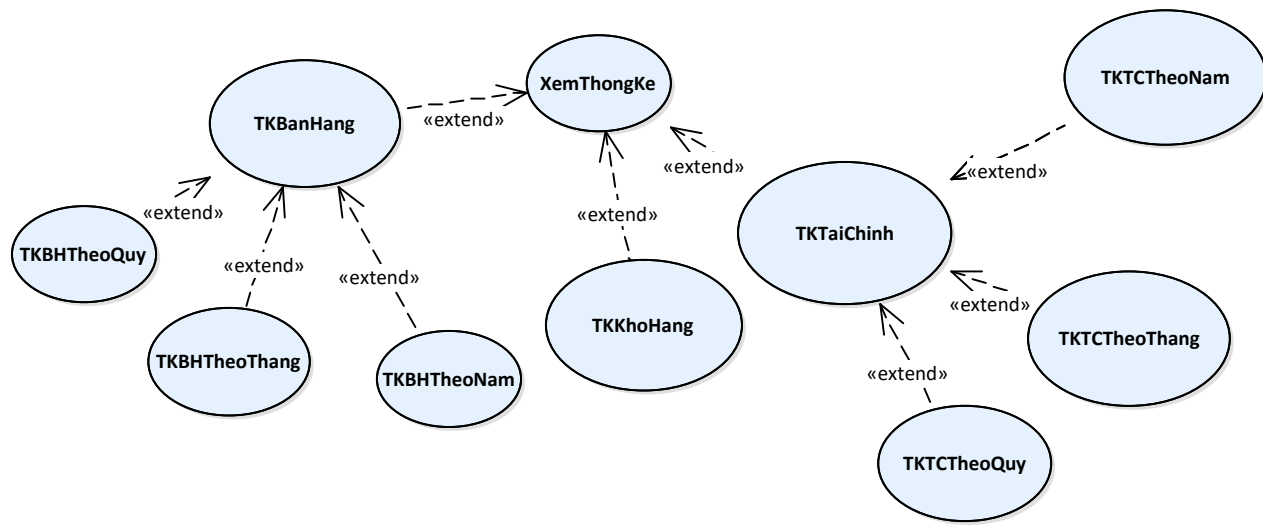 XemThongKe
TKTCTheoNam
TKBanHang
«extend»
«extend»
«extend»
«extend»
«extend»
TKTaiChinh
TKBHTheoQuy
«extend»
«extend»
«extend»
TKKhoHang
TKTCTheoThang
TKBHTheoThang
TKBHTheoNam
«extend»
TKTCTheoQuy